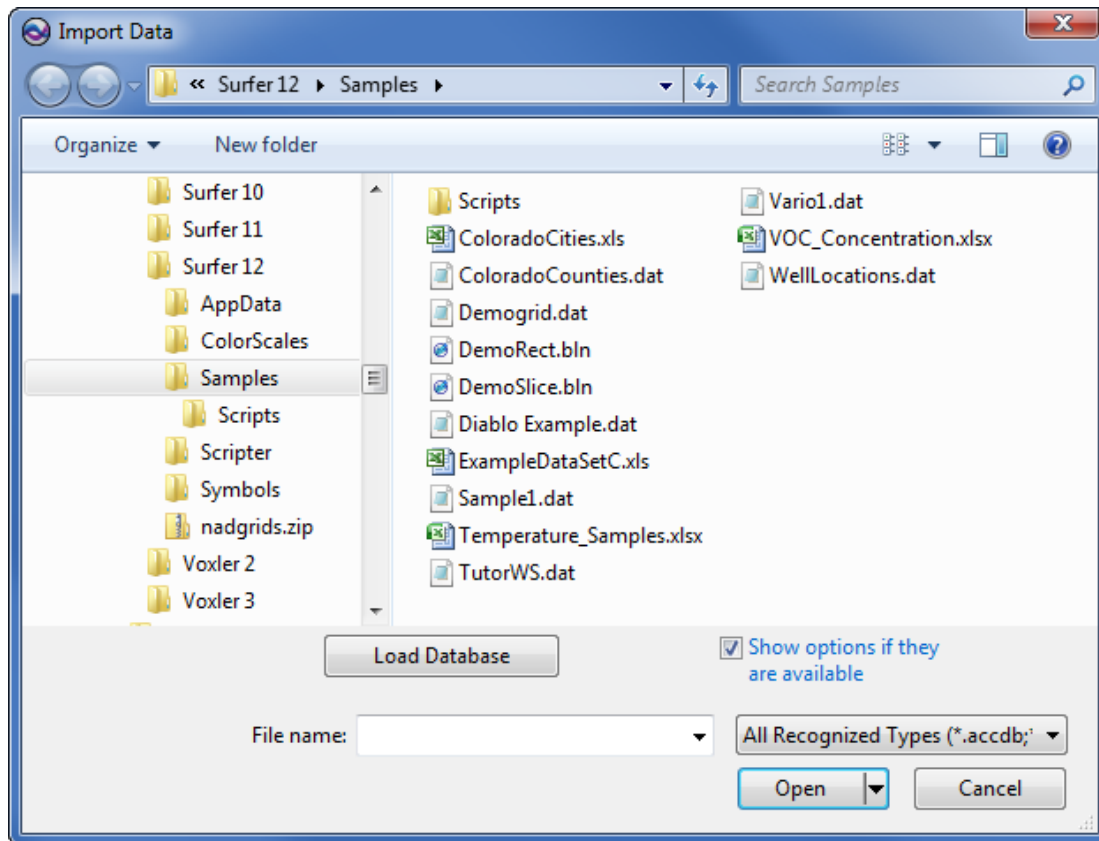 Import Data
« Surfer 12 Samples
Search Samples
Organize
New folder
Surfer 10
Surfer 11
Surfer 12
AppData
ColorScales
Samples
Scripts
Scripter
Symbols
nadgrids.zip
Voxler 2
Voxler 3
Scripts
ColoradoCities.xls
ColoradoCounties.dat
Demogrid.dat
DemoRect.bln
DemoSlice.bln
Diablo Example.dat
ExampleDataSetC.xls
Sample1.dat
Temperature_Samples.xlsx
TutorWS.dat
Vario1.dat
VOC_Concentration.xlsx
WellLocations.dat
Load Database
Show options if they
are available
File name:
All Recognized Types (*.accdb;
Open
Cancel